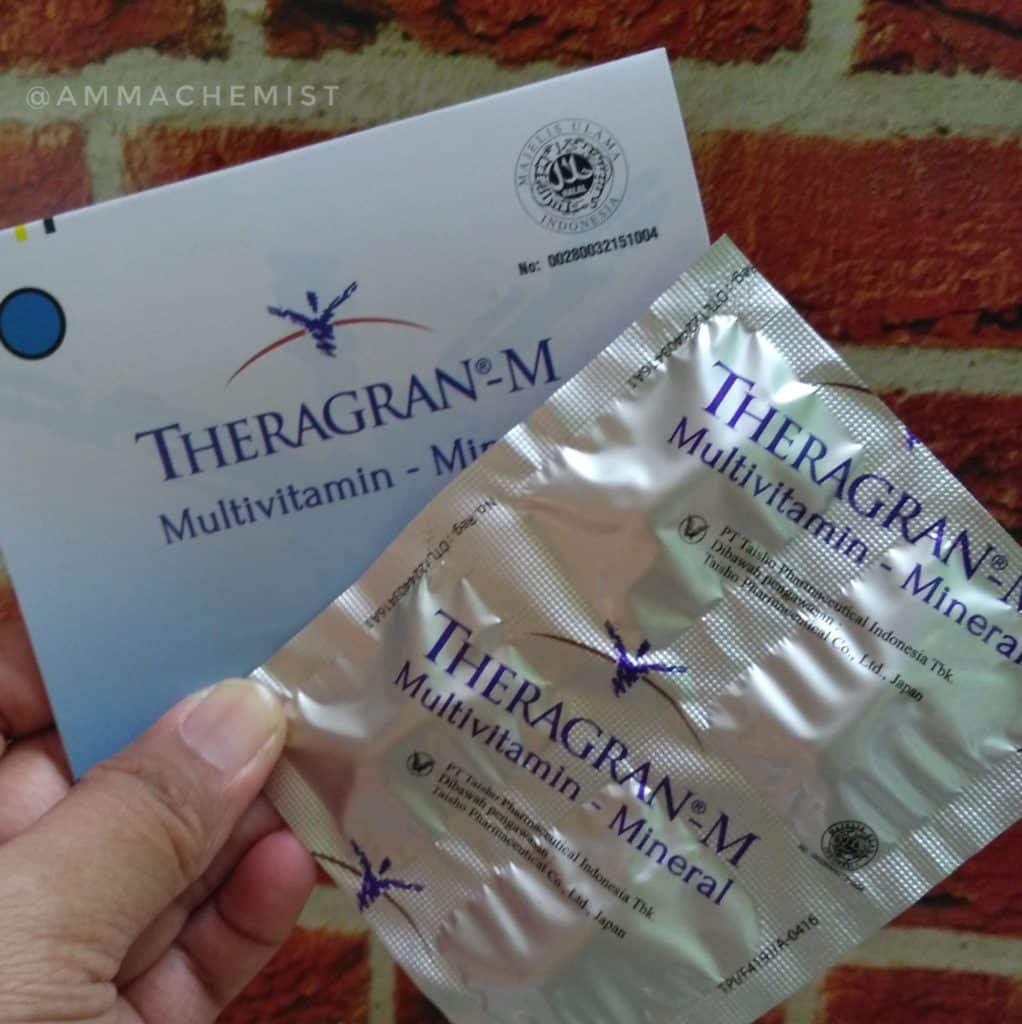 @AMMACHEMIST
MAJELIS ULAMA
حلال
HALAL
INDONESIA
No: 00280032151004
THERAGRAN®-M
Multivitamin -
THERAGRAN®-M
Multivitamin - Mineral
PT Taisho Pharmaceutical Indonesia Tbk.
Dibawah pengawasan :
Taisho Pharmaceutical Co., Ltd., Japan
THERAGRAN®-M
Multivitamin - Mineral
PT Taisho Pharmaceutical Indonesia Tbk.
Dibawah pengawasan :
Taisho Pharmaceutical Co., Ltd., Japan